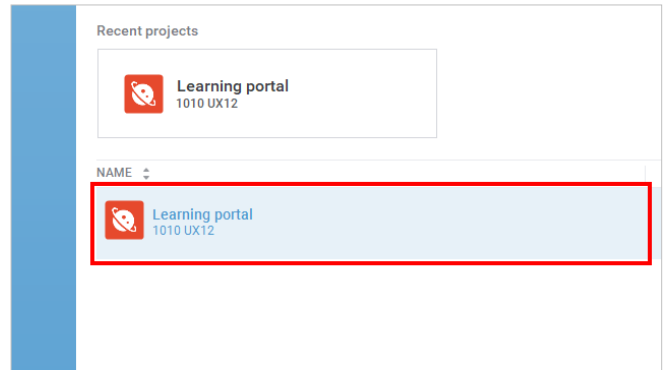 Recent projects
Learning portal
1010 UX12
NAME
Learning portal
1010 UX12